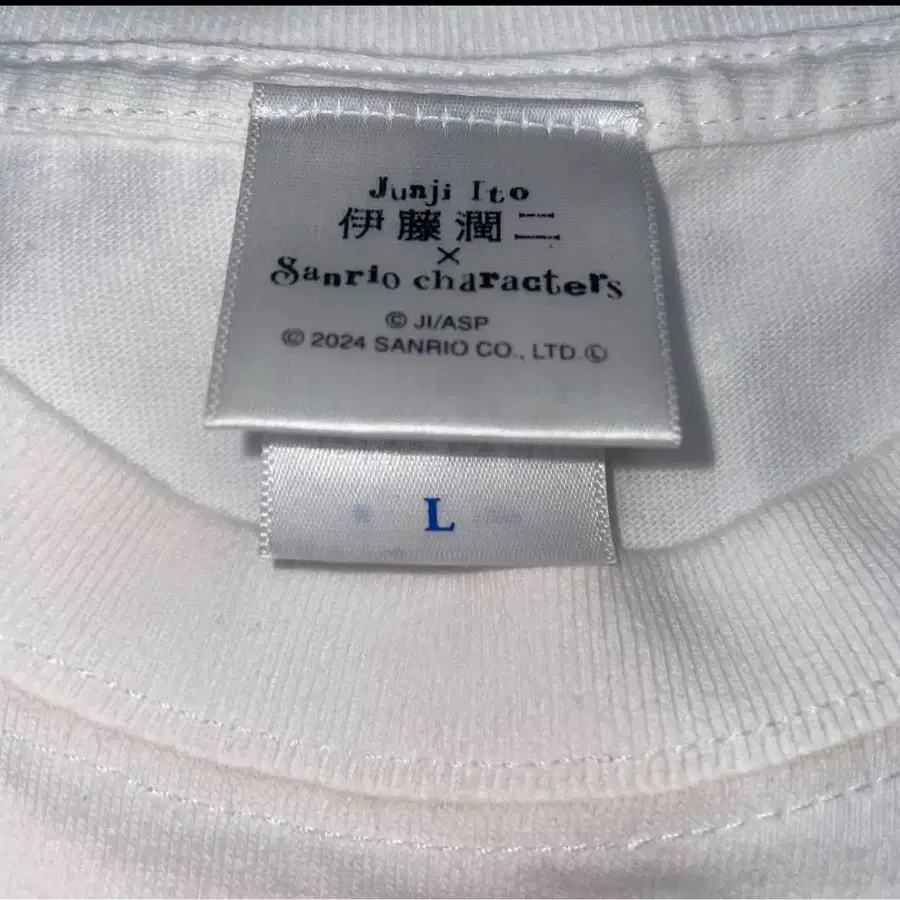 Junji Ito
伊藤潤二
×
Sanrio characters
© JI/ASP
© 2024 SANRIO CO., LTD. Ⓛ
L